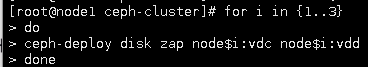 [root@node1 ceph-cluster]# for i in {1..3}
> do
> ceph-deploy disk zap node$i:vdc node$i:vdd
> done